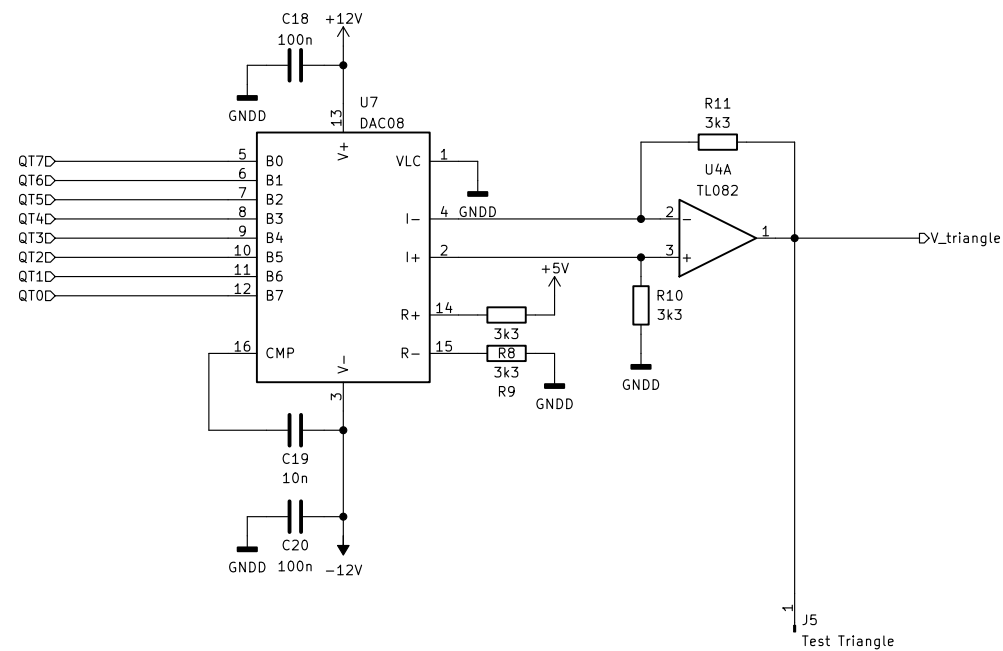 C18
100n
+12V
GNDD
U7
DAC08
13
V+
QT7
QT6
QT5
QT4
QT3
QT2
QT1
QT0
5
6
7
8
9
10
11
12
16
B0
B1
B2
B3
B4
B5
B6
B7
CMP
VLC
I-
I+
R+
R-
1
4
2
14
15
GNDD
V-
3
+5V
3k3
R8
3k3
R9
GNDD
R11
3k3
U4A
TL082
2
-
3
+
1
V_triangle
R10
3k3
GNDD
C19
10n
C20
100n
GNDD
-12V
1
J5
Test Triangle